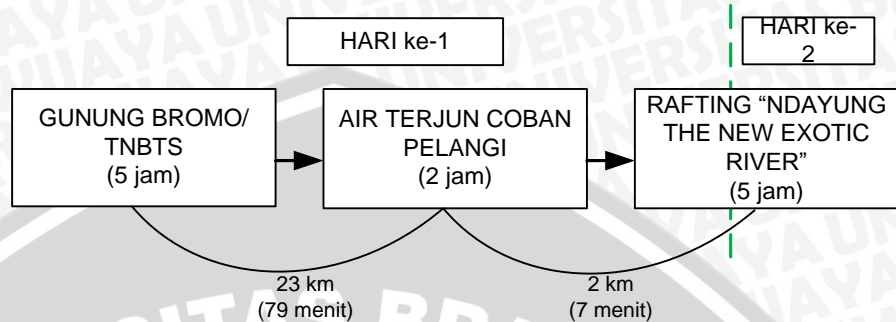 HARI ke-1
HARI ke-
2
GUNUNG BROMO/
TNBTS
(5 jam)
AIR TERJUN COBAN
PELANGI
(2 jam)
RAFTING “NDAYUNG
THE NEW EXOTIC
RIVER”
(5 jam)
23 km
(79 menit)
2 km
(7 menit)